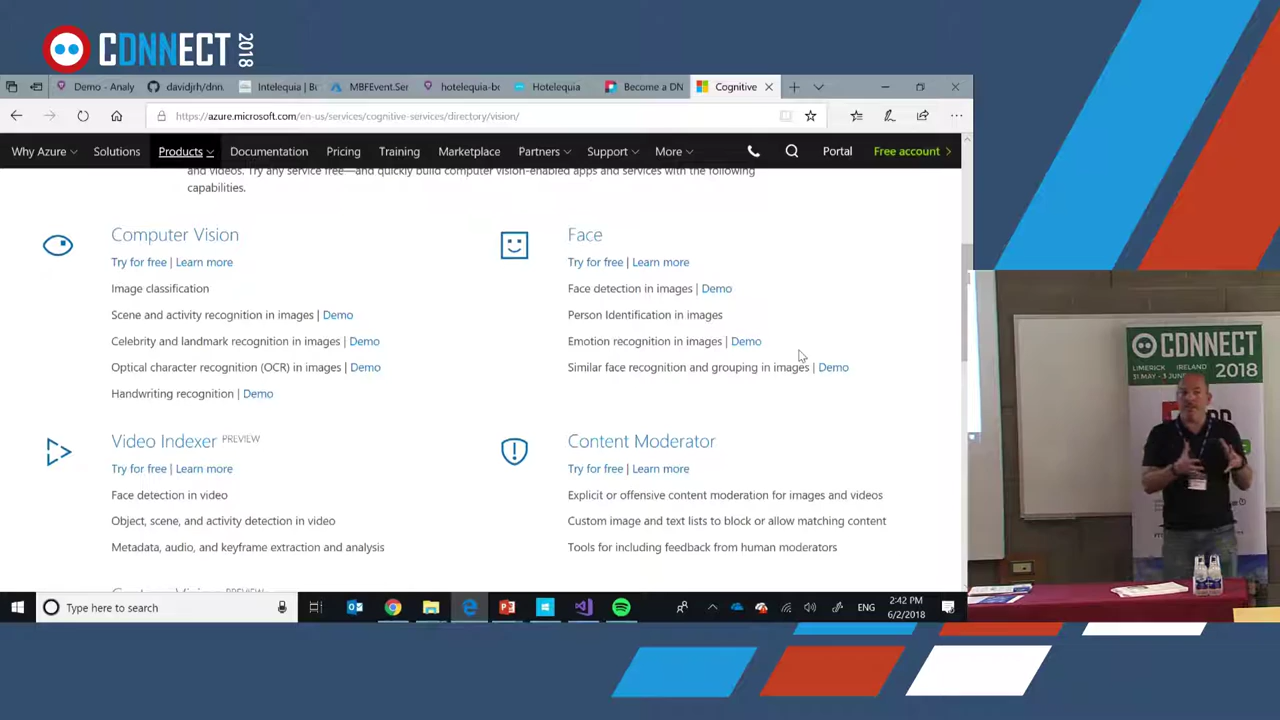 CDNNECT 2018
Demo - Analy
davidjrh/dnn.
Intelequia | Bu
MBFEvent.Ser
hotelequia-bo
Hotelequia
Become a DN
Cognitive
https://azure.microsoft.com/en-us/services/cognitive-services/directory/vision/
Why Azure Solutions Products Documentation Pricing Training Marketplace Partners Support More Portal Free account
and videos. Try any service free—and quickly build computer vision-enabled apps and services with the following
capabilities.
Computer Vision
Try for free | Learn more
Image classification
Scene and activity recognition in images | Demo
Celebrity and landmark recognition in images | Demo
Optical character recognition (OCR) in images | Demo
Handwriting recognition | Demo
Face
Try for free | Learn more
Face detection in images | Demo
Person Identification in images
Emotion recognition in images | Demo
Similar face recognition and grouping in images | Demo
Video Indexer PREVIEW
Try for free | Learn more
Face detection in video
Object, scene, and activity detection in video
Metadata, audio, and keyframe extraction and analysis
Content Moderator
Try for free | Learn more
Explicit or offensive content moderation for images and videos
Custom image and text lists to block or allow matching content
Tools for including feedback from human moderators
PREVIEW
Type here to search
ENG
2:42 PM
6/2/2018
CDNNECT
LIMERICK IRELAND
31 MAY - 3 JUNE
2018